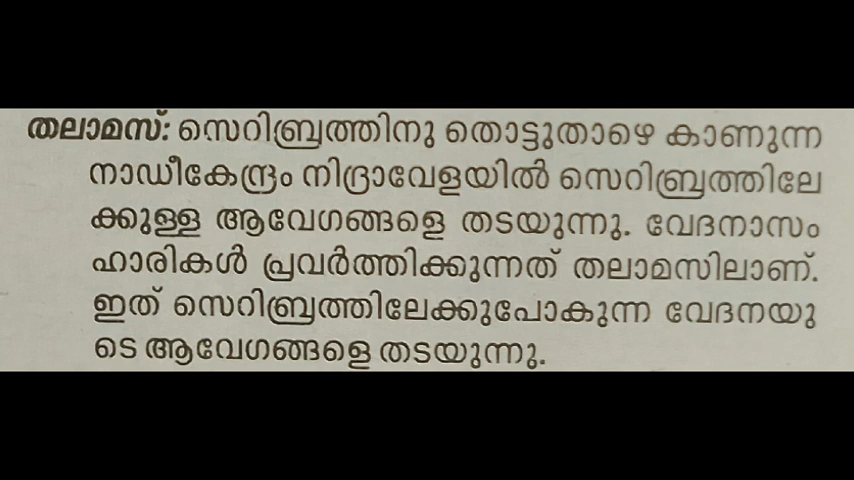 തലാമസ്: സെറിബ്രത്തിനു തൊട്ടുതാഴെ കാണുന്ന
നാഡീകേന്ദ്രം നിദ്രാവേളയിൽ സെറിബ്രത്തിലേ
ക്കുള്ള ആവേഗങ്ങളെ തടയുന്നു. വേദനാസം
ഹാരികൾ പ്രവർത്തിക്കുന്നത് തലാമസിലാണ്.
ഇത് സെറിബ്രത്തിലേക്കുപോകുന്ന വേദനയു
ടെ ആവേഗങ്ങളെ തടയുന്നു.